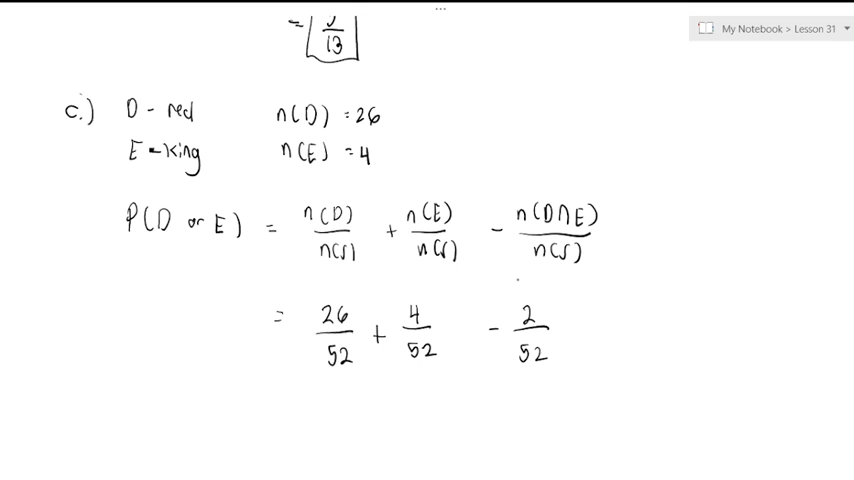 ...
My Notebook > Lesson 31
= 13
c.) D - red n(D) = 26
E - king n(E) = 4
P(D or E) = n(D)/n(S) + n(E)/n(S) - n(D∩E)/n(S)
= 26/52 + 4/52 - 2/52